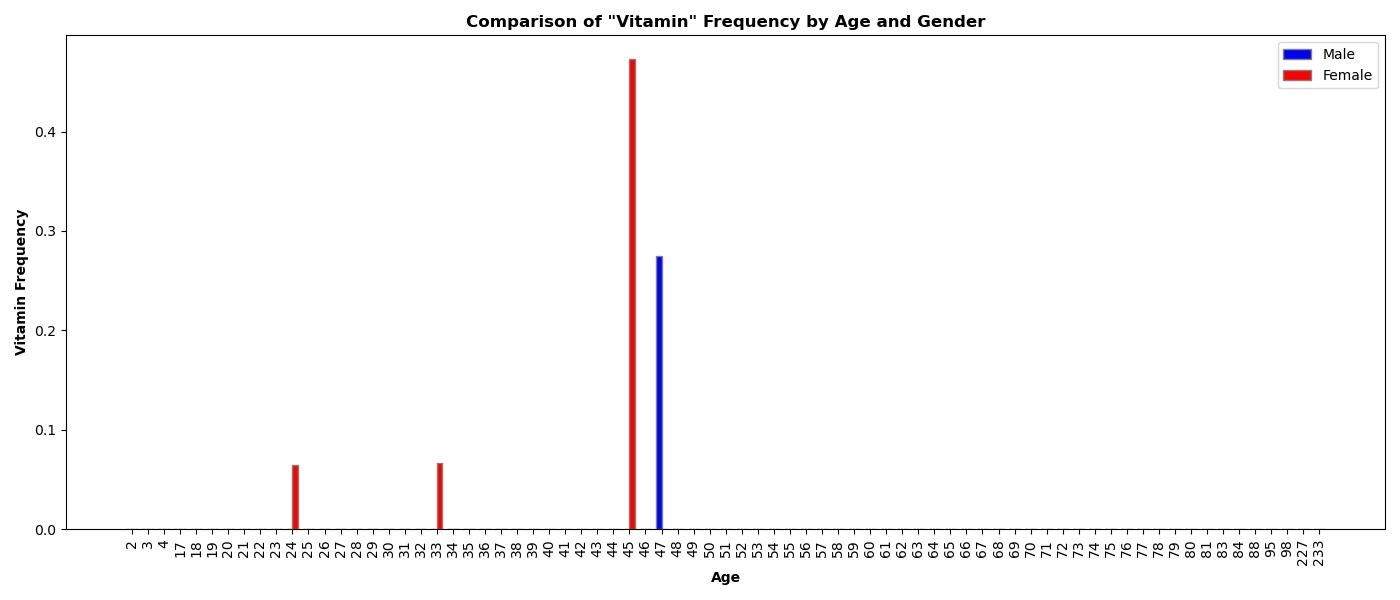 Comparison of "Vitamin" Frequency by Age and Gender
Male
Female
Vitamin Frequency
0.4
0.3
0.2
0.1
0.0
2 3 4 17 18 19 20 21 22 23 24 25 26 27 28 29 30 31 32 33 34 35 36 37 38 39 40 41 42 43 44 45 46 47 48 49 50 51 52 53 54 55 56 57 58 59 60 61 62 63 64 65 66 67 68 69 70 71 72 73 74 75 76 77 78 79 80 81 83 84 88 95 98 227 233
Age